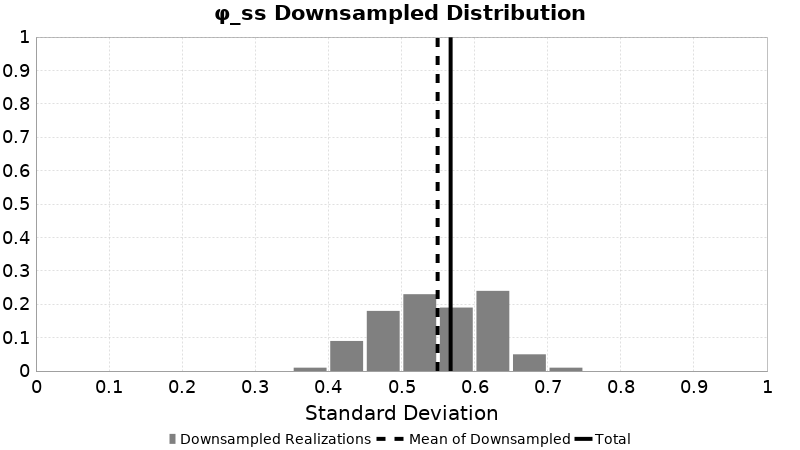 φ_ss Downsampled Distribution
1
0.9
0.8
0.7
0.6
0.5
0.4
0.3
0.2
0.1
0
0 0.1 0.2 0.3 0.4 0.5 0.6 0.7 0.8 0.9 1
Standard Deviation
Downsampled Realizations Mean of Downsampled Total